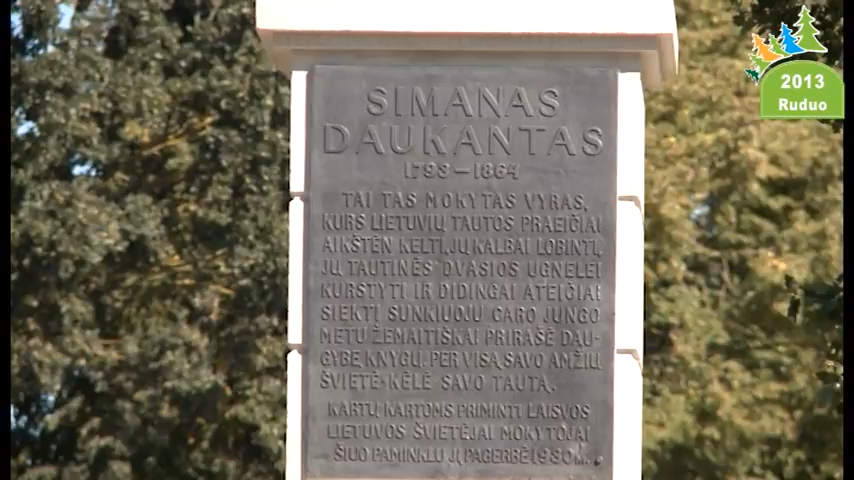 2013
Ruduo
SIMANAS
DAUKANTAS
1793–1864
TAI TAS MOKYTAS VYRAS,
KURS LIETUVIŲ TAUTOS PRAEIČIAI
AIKŠTĖN KELTI, JŲ KALBAI LOBINTI,
JŲ TAUTINĖS DVASIOS UGNELEI
KURSTYTI IR DIDINGAI ATEIČIAI
SIEKTI SUNKIUOJU CARO JUNGO
METU ŽEMAITIŠKAI PRIRAŠĖ DAU-
GYBĘ KNYGŲ. PER VISĄ SAVO AMŽIŲ
ŠVIETĖ-KĖLĖ SAVO TAUTĄ.
KARTŲ KARTOMS PRIMINTI LAISVOS
LIETUVOS ŠVIETĖJAI MOKYTOJAI
ŠIUO PAMINKLU JĮ PAGERBĖ 1930 M.